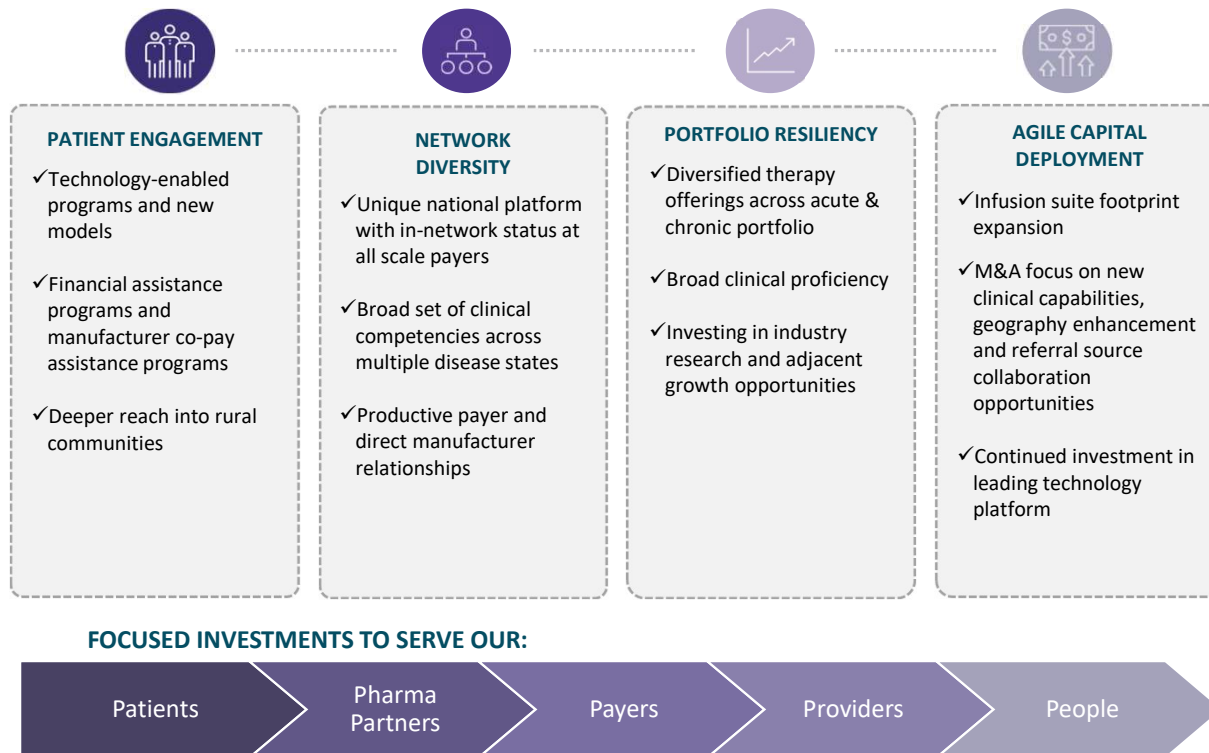 PATIENT ENGAGEMENT
✓Technology-enabled
programs and new
models
✓Financial assistance
programs and
manufacturer co-pay
assistance programs
✓Deeper reach into rural
communities
NETWORK
DIVERSITY
✓Unique national platform
with in-network status at
all scale payers
✓Broad set of clinical
competencies across
multiple disease states
✓Productive payer and
direct manufacturer
relationships
PORTFOLIO RESILIENCY
✓Diversified therapy
offerings across acute &
chronic portfolio
✓Broad clinical proficiency
✓Investing in industry
research and adjacent
growth opportunities
AGILE CAPITAL
DEPLOYMENT
✓Infusion suite footprint
expansion
✓M&A focus on new
clinical capabilities,
geography enhancement
and referral source
collaboration
opportunities
✓Continued investment in
leading technology
platform
FOCUSED INVESTMENTS TO SERVE OUR:
Patients
Pharma
Partners
Payers
Providers
People